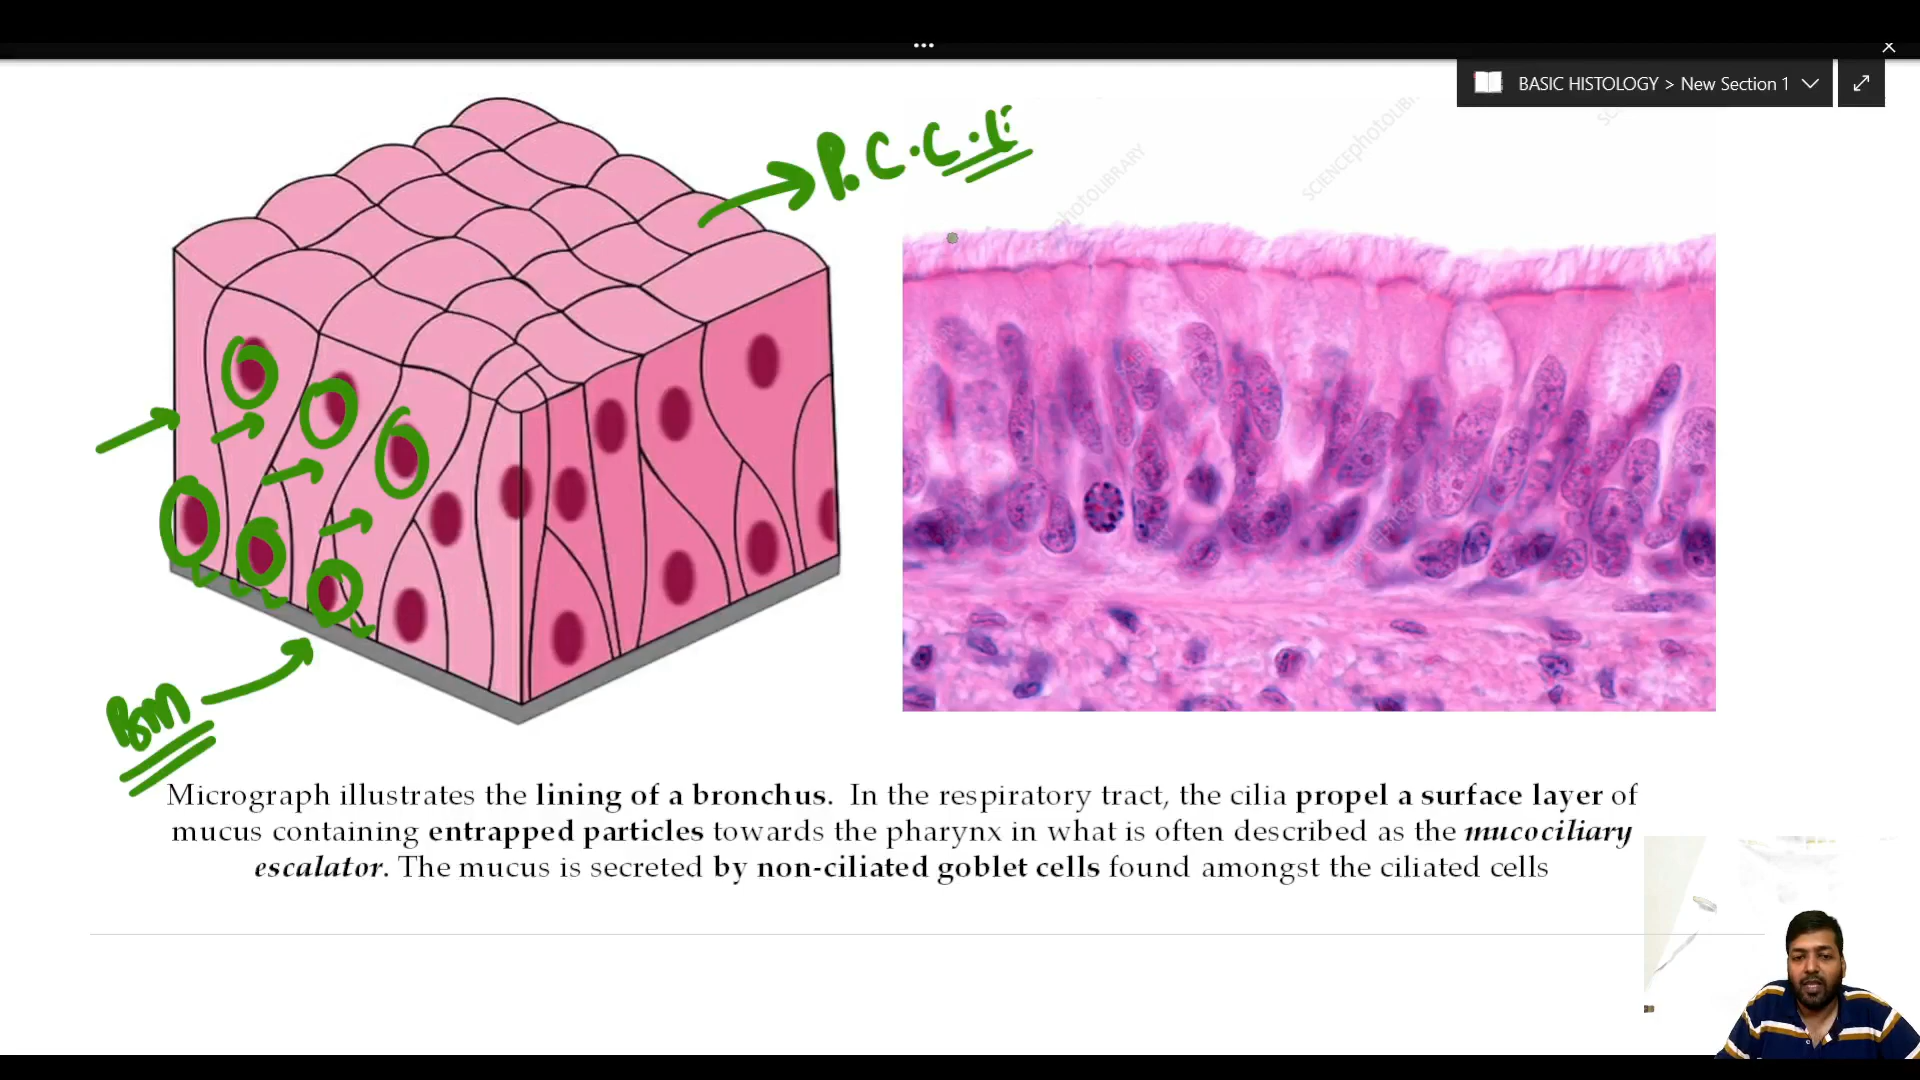 BASIC HISTOLOGY > New Section 1
P.C.C.E
SCIENCEphotoLIBRARY
photoLIBRARY
BM
Micrograph illustrates the lining of a bronchus. In the respiratory tract, the cilia propel a surface layer of
mucus containing entrapped particles towards the pharynx in what is often described as the mucociliary
escalator. The mucus is secreted by non-ciliated goblet cells found amongst the ciliated cells